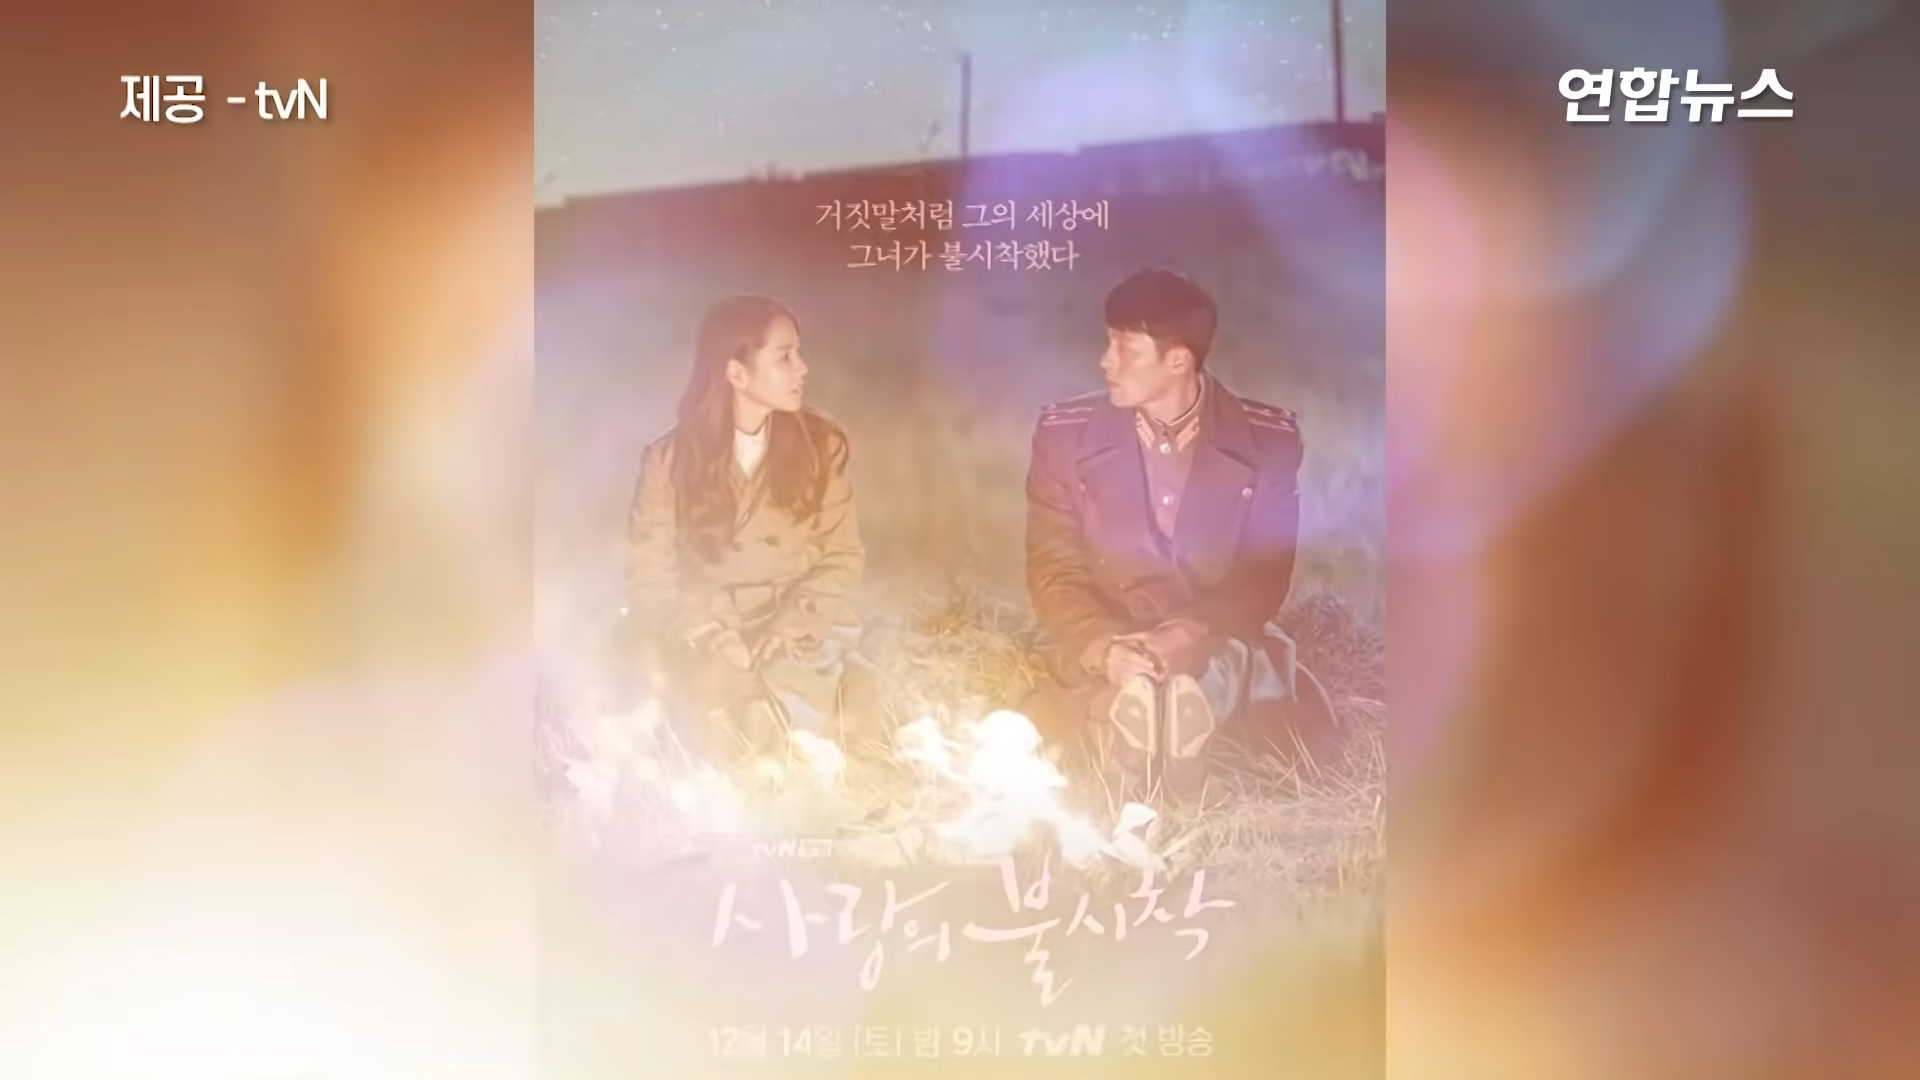 제공 - tvN
연합뉴스
거짓말처럼 그의 세상에
그녀가 불시착했다
tvN
사랑의 불시착
12월 14일 [토] 밤 9시 tvN 첫 방송